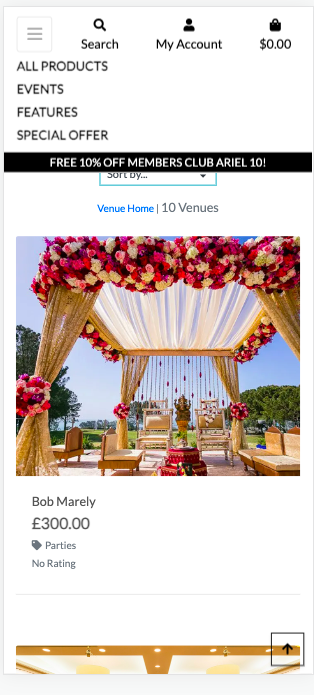 Search
My Account
$0.00
ALL PRODUCTS
EVENTS
FEATURES
SPECIAL OFFER
FREE 10% OFF MEMBERS CLUB ARIEL 10!
Sort by...
Venue Home | 10 Venues
Bob Marely
£300.00
Parties
No Rating